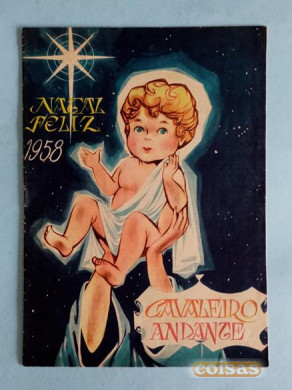 NATAL
FELIZ
1958
CAVALEIRO
ANDANTE
coisas